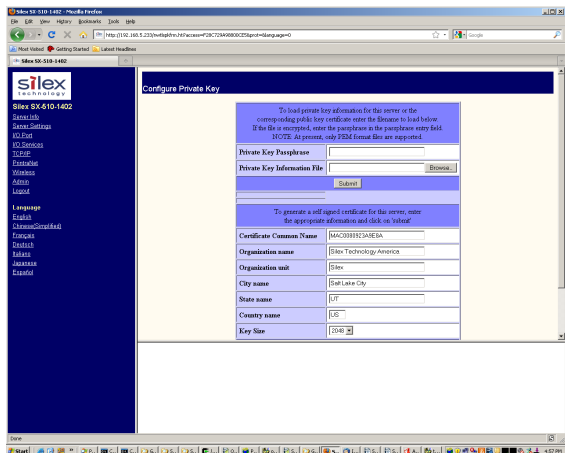 Silex SX-510-1402 - Mozilla Firefox
File Edit View History Bookmarks Tools Help
Google
Most Visited Getting Started Latest Headlines
Silex SX-510-1402
silex
technology
Silex SX-510-1402
Server Info
Server Settings
I/O Port
I/O Services
TCP/IP
PentraNet
Wireless
Admin
Logout
Language
English
Chinese(Simplified)
Français
Deutsch
Italiano
Japanese
Español
Configure Private Key
To load private key information for this server or the
corresponding public key certificate enter the filename to load below.
If the file is encrypted, enter the passphrase in the passphrase entry field.
NOTE: At present, only PEM format files are supported.
Private Key Passphrase
Private Key Information File Browse..
Submit
To generate a self signed certificate for this server, enter
the appropriate information and click on 'submit'
Certificate Common Name MAC0080923A9E8A
Organization name Silex Technology America
Organization unit Silex
City name Salt Lake City
State name UT
Country name US
Key Size 2048
Done
Start
4:57 PM